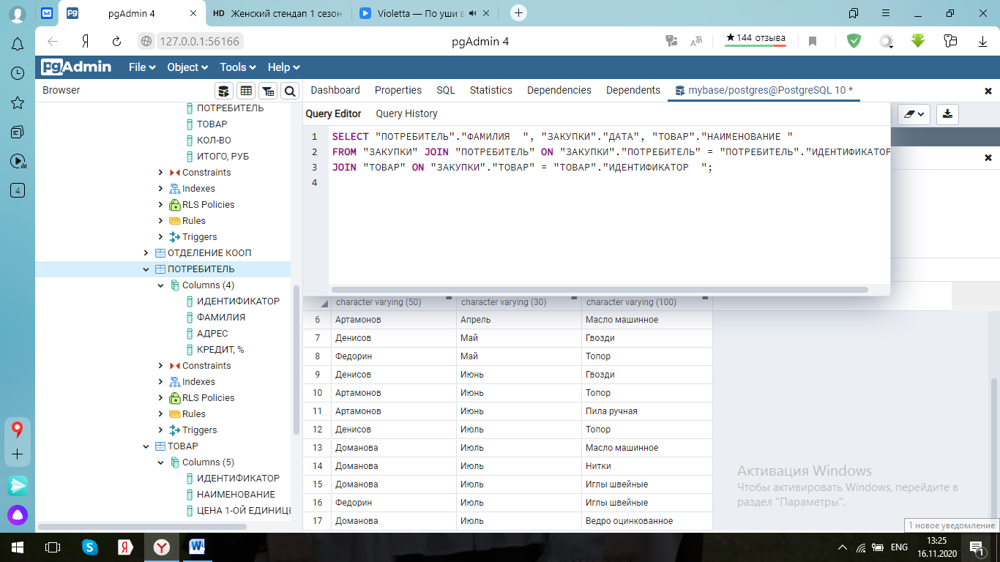 pgAdmin 4
HD Женский стендап 1 сезон
Violetta — По уши в
127.0.0.1:56166
pgAdmin 4
★144 отзыва
pgAdmin
File
Object
Tools
Help
Browser
Dashboard
Properties
SQL
Statistics
Dependencies
Dependents
mybase/postgres@PostgreSQL 10 *
4
ПОТРЕБИТЕЛЬ
ТОВАР
КОЛ-ВО
ИТОГО, РУБ
Constraints
Indexes
RLS Policies
Rules
Triggers
ОТДЕЛЕНИЕ КООП
ПОТРЕБИТЕЛЬ
Columns (4)
ИДЕНТИФИКАТОР
ФАМИЛИЯ
АДРЕС
КРЕДИТ, %
Constraints
Indexes
RLS Policies
Rules
Triggers
ТОВАР
Columns (5)
ИДЕНТИФИКАТОР
НАИМЕНОВАНИЕ
ЦЕНА 1-ОЙ ЕДИНИЦЕ
Query Editor
Query History
1 SELECT "ПОТРЕБИТЕЛЬ"."ФАМИЛИЯ  ", "ЗАКУПКИ"."ДАТА", "ТОВАР"."НАИМЕНОВАНИЕ "
2 FROM "ЗАКУПКИ" JOIN "ПОТРЕБИТЕЛЬ" ON "ЗАКУПКИ"."ПОТРЕБИТЕЛЬ" = "ПОТРЕБИТЕЛЬ"."ИДЕНТИФИКАТОР
3 JOIN "ТОВАР" ON "ЗАКУПКИ"."ТОВАР" = "ТОВАР"."ИДЕНТИФИКАТОР  ";
4
character varying (50) character varying (30) character varying (100)
6 Артамонов Апрель Масло машинное
7 Денисов Май Гвозди
8 Федорин Май Топор
9 Денисов Июнь Гвозди
10 Артамонов Июнь Топор
11 Артамонов Июнь Пила ручная
12 Денисов Июль Топор
13 Доманова Июль Масло машинное
14 Доманова Июль Нитки
15 Доманова Июль Иглы швейные
16 Федорин Июль Иглы швейные
17 Доманова Июль Ведро оцинкованное
Активация Windows
Чтобы активировать Windows, перейдите в
раздел "Параметры".
1 новое уведомление
ENG
13:25
16.11.2020
1